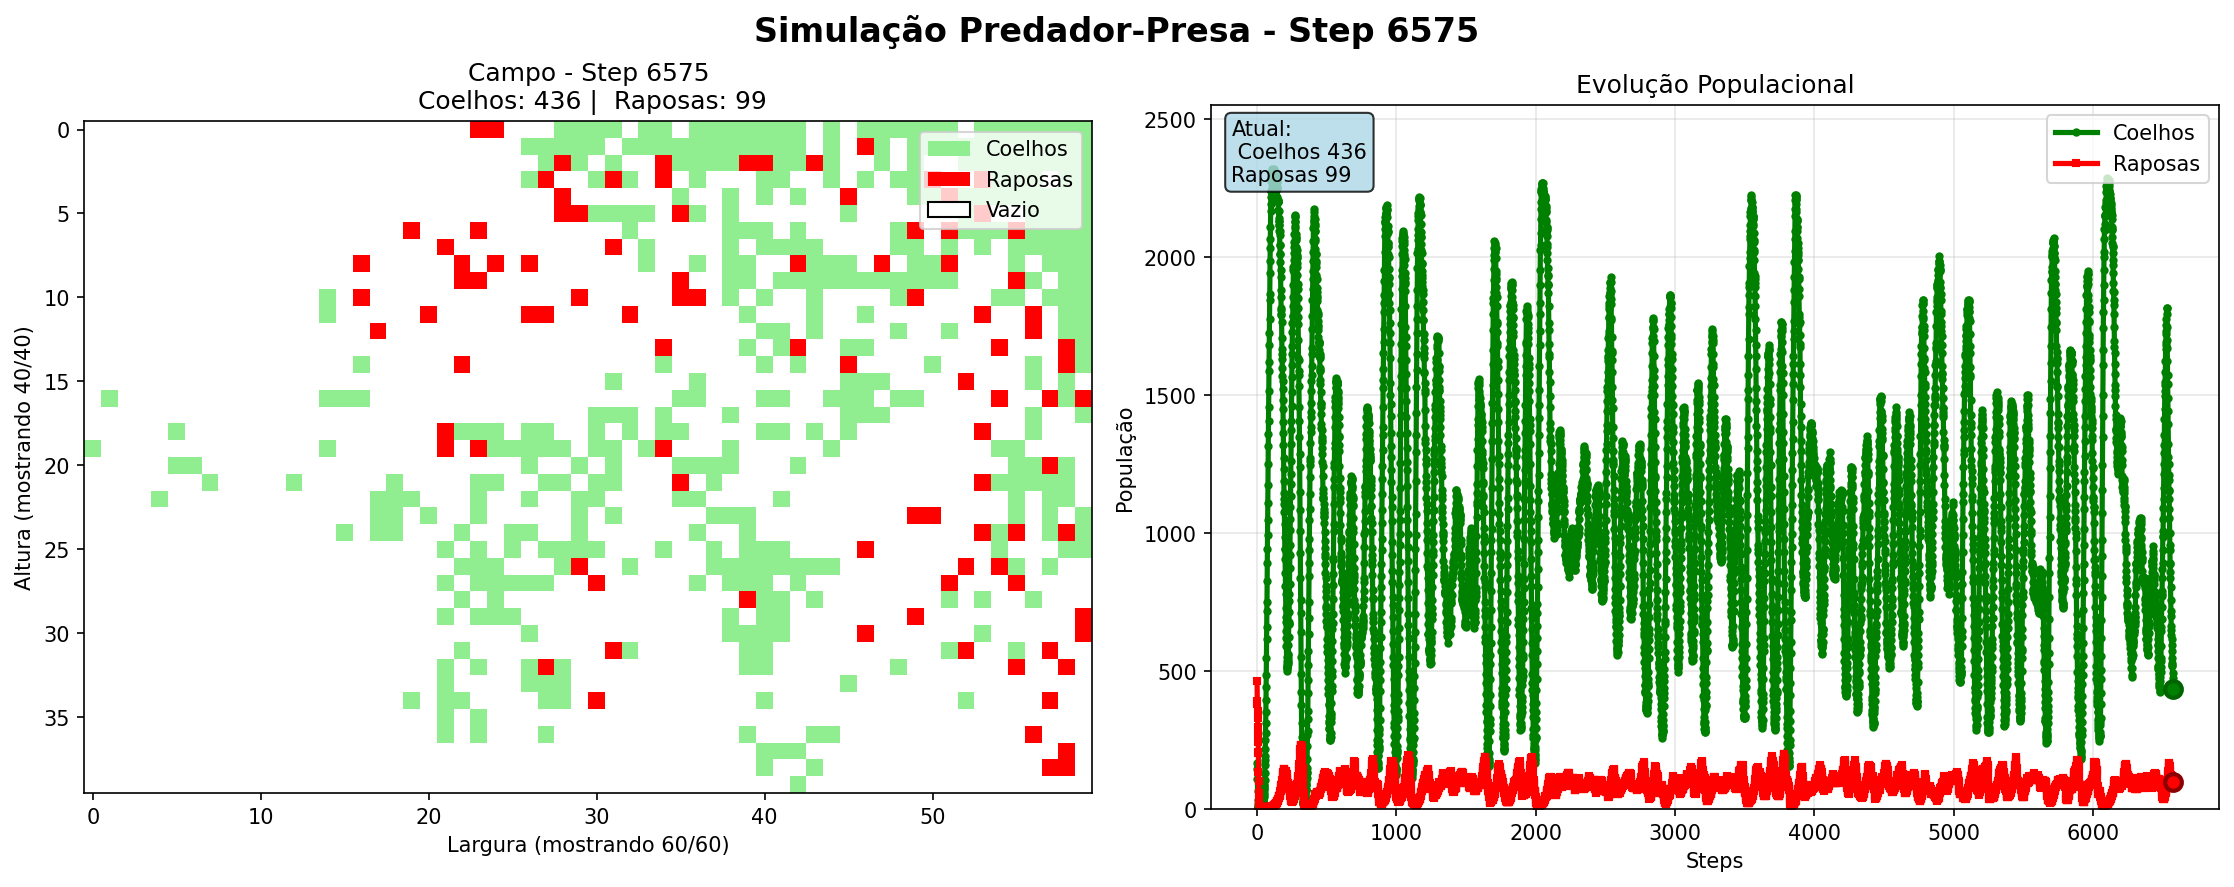 Simulação Predador-Presa - Step 6575
Campo - Step 6575
Coelhos: 436 |  Raposas: 99
Altura (mostrando 40/40)
0
5
10
15
20
25
30
35
0
10
20
30
40
50
Largura (mostrando 60/60)
Coelhos
Raposas
Vazio
Evolução Populacional
População
2500
2000
1500
1000
500
0
0
1000
2000
3000
4000
5000
6000
Steps
Atual:
Coelhos 436
Raposas 99
Coelhos
Raposas